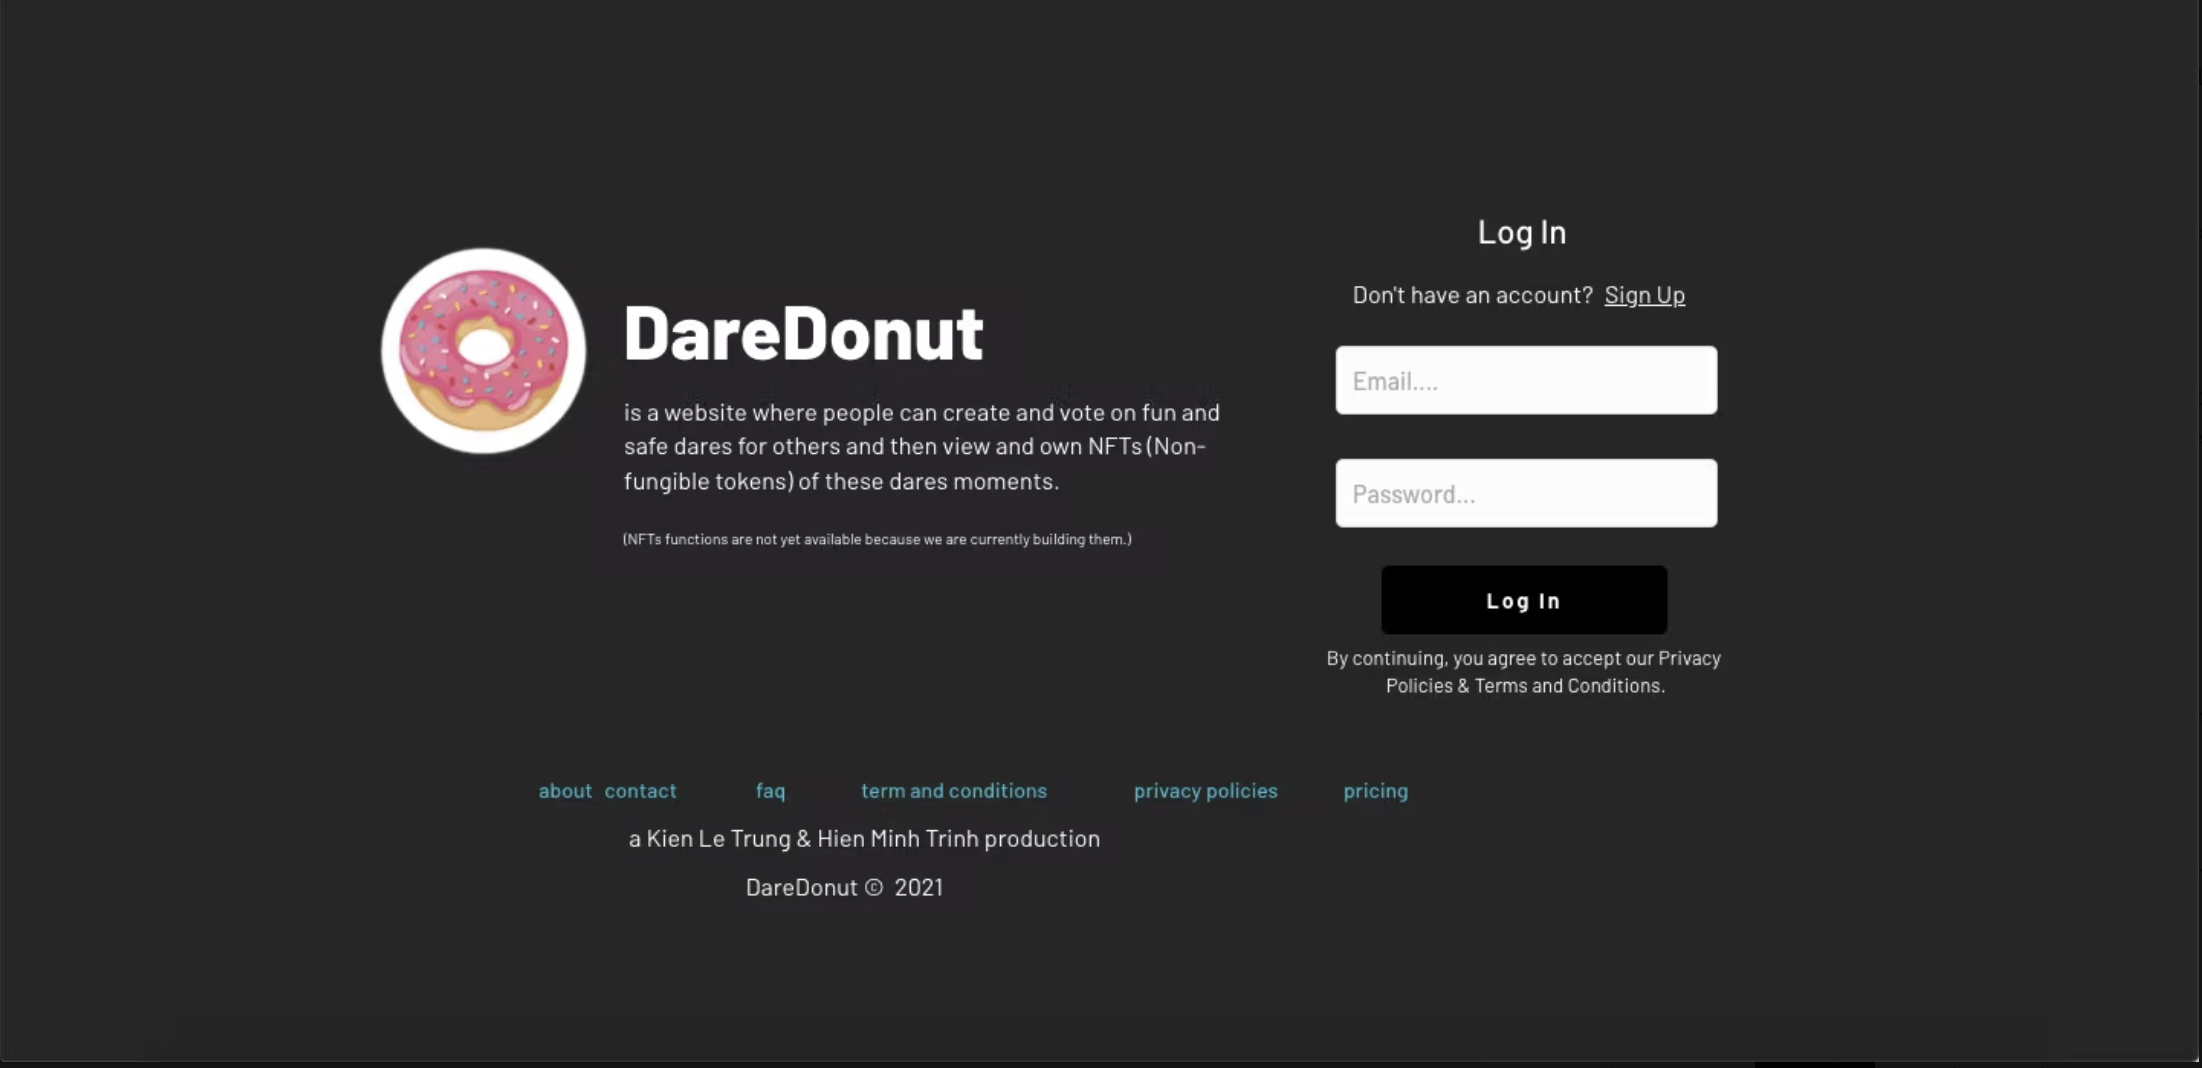 DareDonut
is a website where people can create and vote on fun and
safe dares for others and then view and own NFTs (Non-
fungible tokens) of these dares moments.
(NFTs functions are not yet available because we are currently building them.)
Log In
Don't have an account? Sign Up
Email....
Password...
Log In
By continuing, you agree to accept our Privacy
Policies & Terms and Conditions.
about contact faq term and conditions privacy policies pricing
a Kien Le Trung & Hien Minh Trinh production
DareDonut © 2021